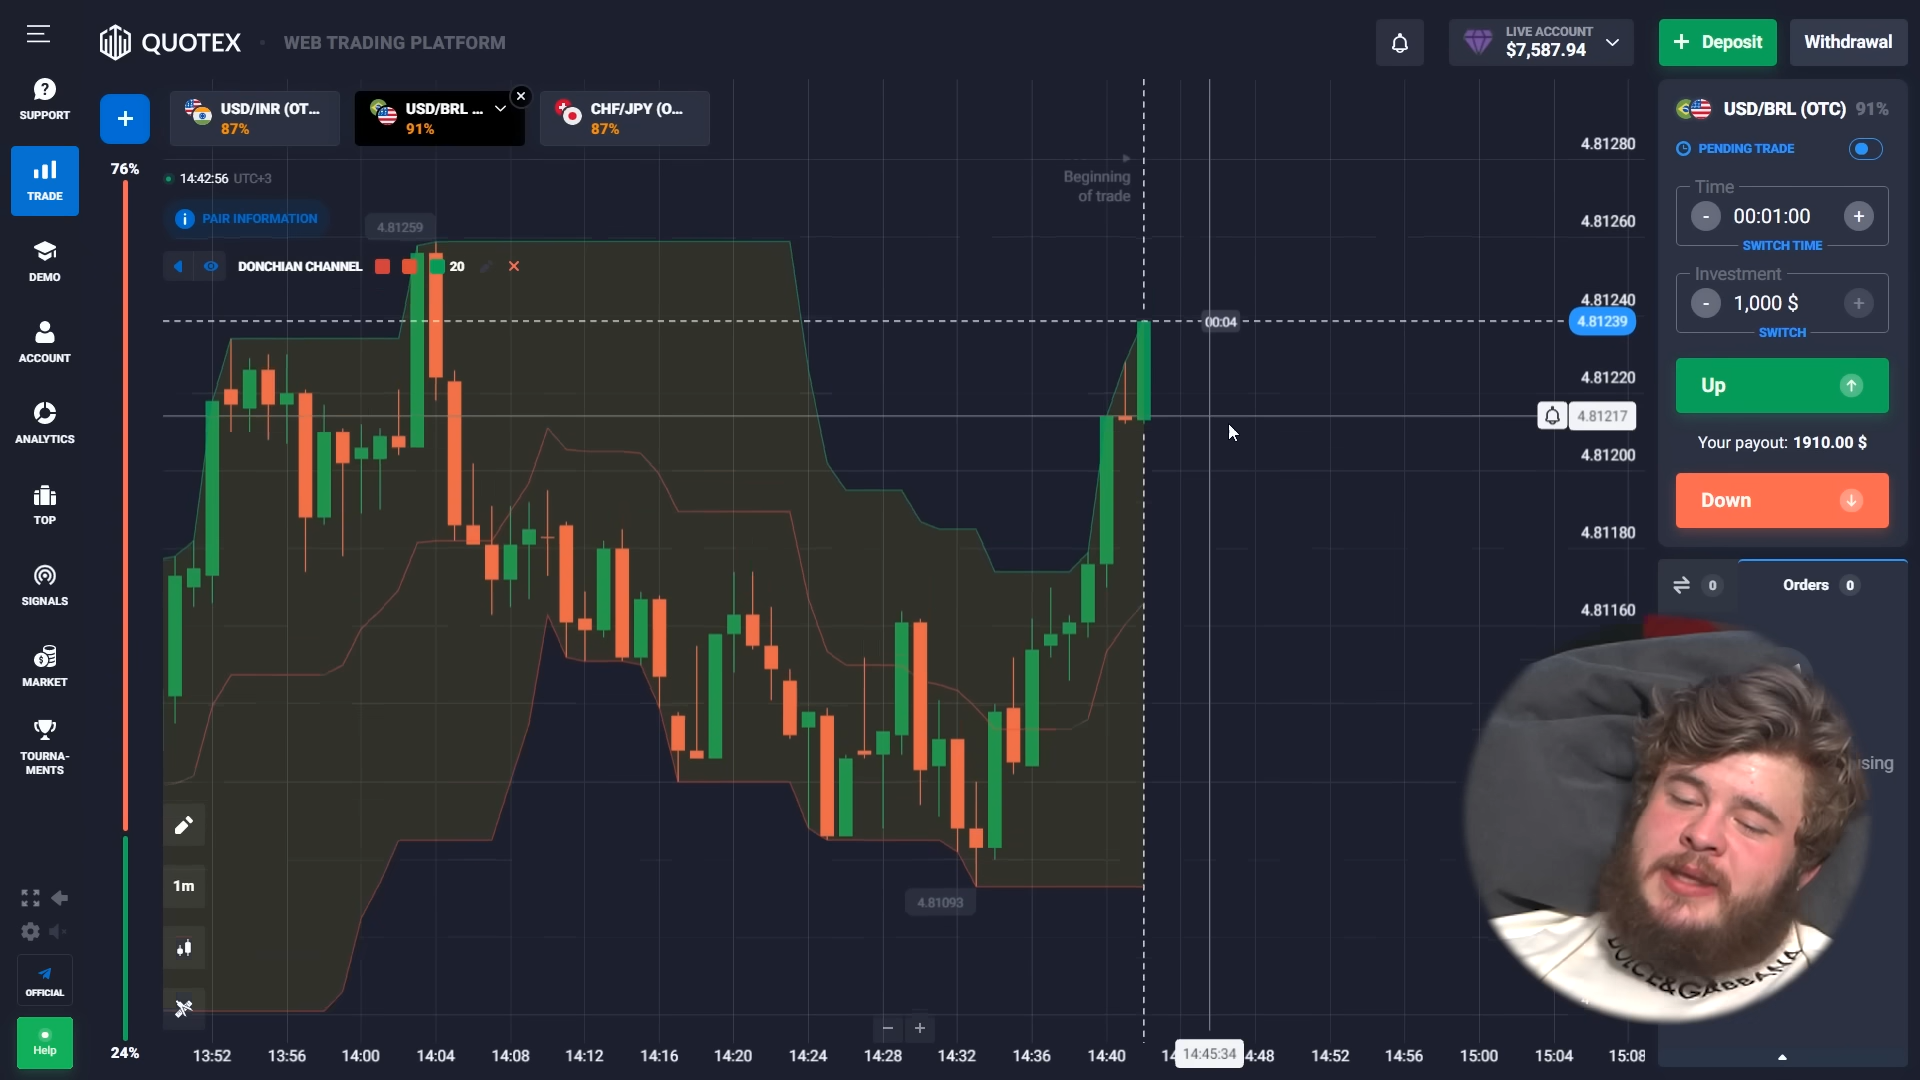 QUOTEX
WEB TRADING PLATFORM
LIVE ACCOUNT
$7,587.94
+ Deposit
Withdrawal
SUPPORT
TRADE
DEMO
ACCOUNT
ANALYTICS
TOP
SIGNALS
MARKET
TOURNA-
MENTS
OFFICIAL
Help
+
USD/INR (OT...
87%
USD/BRL ...
91%
CHF/JPY (O...
87%
76%
24%
14:42:56 UTC+3
PAIR INFORMATION
4.81259
DONCHIAN CHANNEL 20
Beginning
of trade
00:04
4.81093
1m
4.81280
4.81260
4.81240
4.81239
4.81220
4.81217
4.81200
4.81180
4.81160
13:52 13:56 14:00 14:04 14:08 14:12 14:16 14:20 14:24 14:28 14:32 14:36 14:40 14:45:34 4:48 14:52 14:56 15:00 15:04 15:08
USD/BRL (OTC) 91%
PENDING TRADE
Time
- 00:01:00 +
SWITCH TIME
Investment
- 1,000 $ +
SWITCH
Up
Your payout: 1910.00 $
Down
0
Orders 0
using
DOLCE&GABBANA